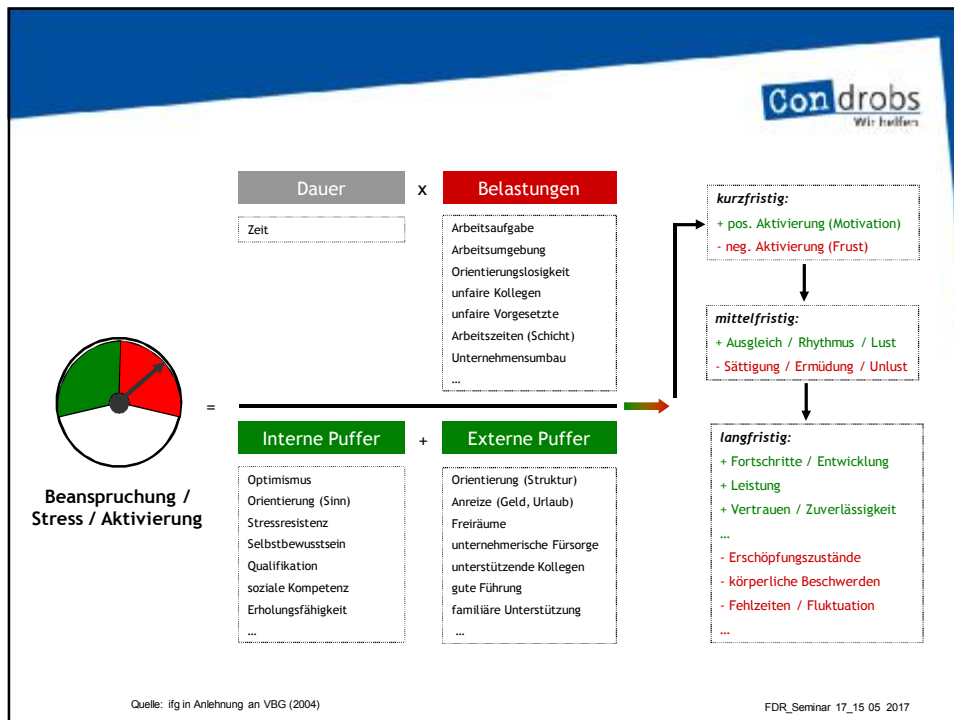 Con drobs
Wir helfen
Dauer x Belastungen
Zeit
Arbeitsaufgabe
Arbeitsumgebung
Orientierungslosigkeit
unfaire Kollegen
unfaire Vorgesetzte
Arbeitszeiten (Schicht)
Unternehmensumbau
...
=
Interne Puffer + Externe Puffer
Optimismus
Orientierung (Sinn)
Stressresistenz
Selbstbewusstsein
Qualifikation
soziale Kompetenz
Erholungsfähigkeit
...
Orientierung (Struktur)
Anreize (Geld, Urlaub)
Freiräume
unternehmerische Fürsorge
unterstützende Kollegen
gute Führung
familiäre Unterstützung
...
Beanspruchung /
Stress / Aktivierung
kurzfristig:
+ pos. Aktivierung (Motivation)
- neg. Aktivierung (Frust)
mittelfristig:
+ Ausgleich / Rhythmus / Lust
- Sättigung / Ermüdung / Unlust
langfristig:
+ Fortschritte / Entwicklung
+ Leistung
+ Vertrauen / Zuverlässigkeit
...
- Erschöpfungszustände
- körperliche Beschwerden
- Fehlzeiten / Fluktuation
...
Quelle: ifg in Anlehnung an VBG (2004)
FDR_Seminar 17_15 05 2017